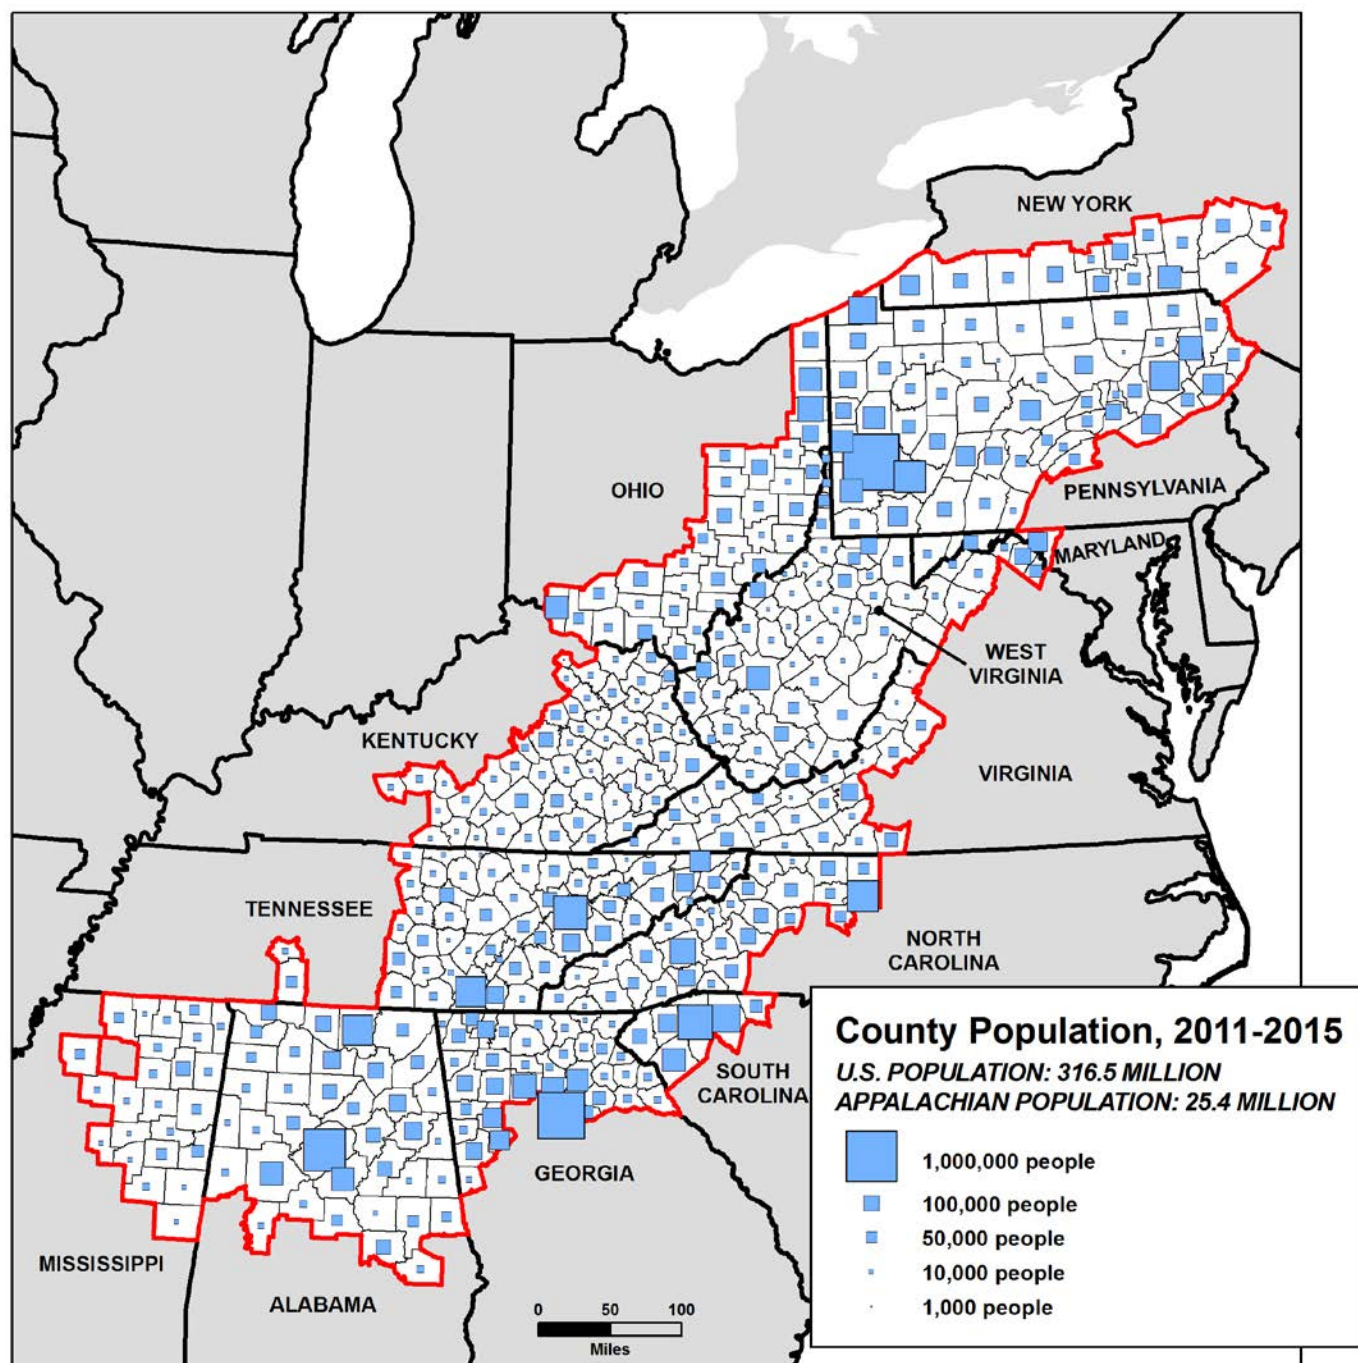 NEW YORK
OHIO
PENNSYLVANIA
MARYLAND
WEST
VIRGINIA
KENTUCKY
VIRGINIA
TENNESSEE
NORTH
CAROLINA
SOUTH
CAROLINA
GEORGIA
MISSISSIPPI
ALABAMA
0 50 100
Miles
County Population, 2011-2015
U.S. POPULATION: 316.5 MILLION
APPALACHIAN POPULATION: 25.4 MILLION
1,000,000 people
100,000 people
50,000 people
10,000 people
1,000 people